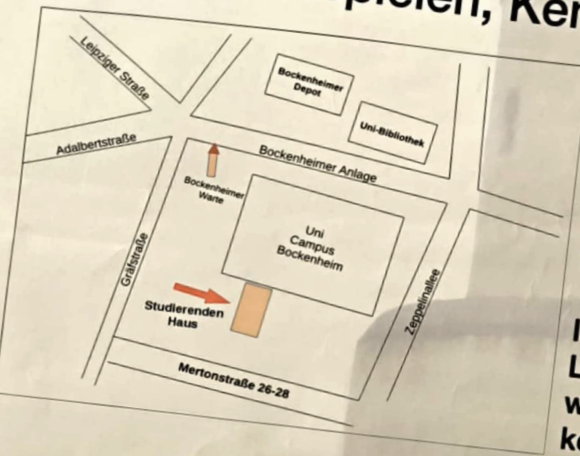 Leipziger Straße
Bockenheimer
Depot
Uni-Bibliothek
Adalbertstraße
Bockenheimer Anlage
Bockenheimer
Warte
Uni
Campus
Bockenheim
Gräfstraße
Zeppelinallee
Studierenden
Haus
Mertonstraße 26-28